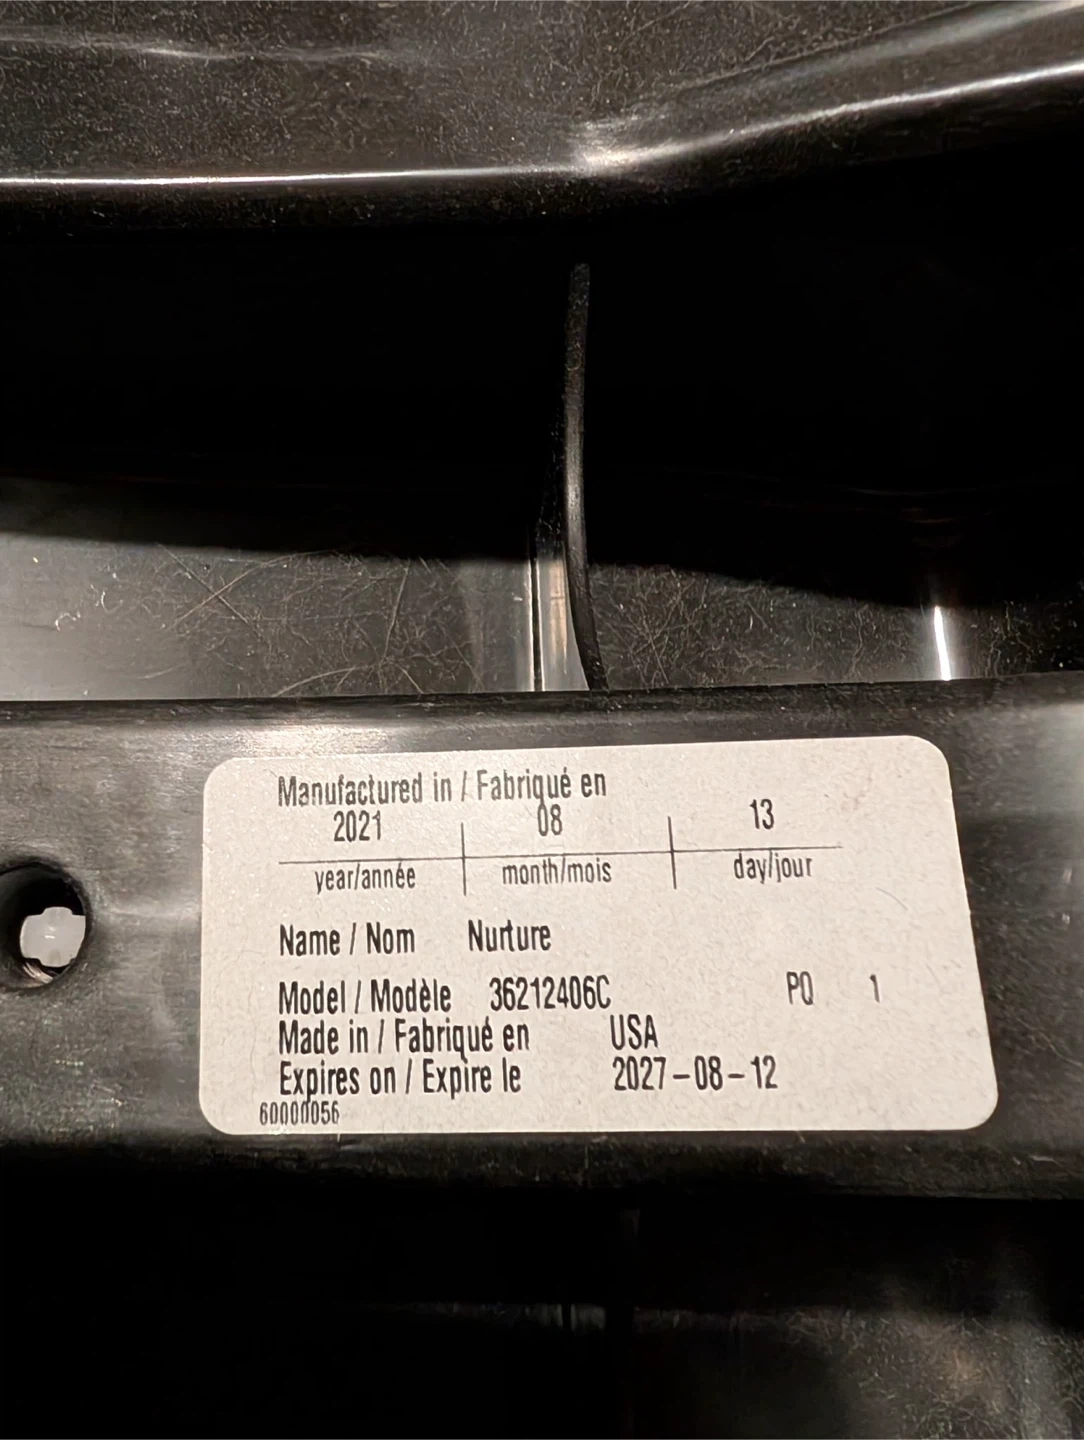 Manufactured in / Fabriqué en
2021 08 13
year/année month/mois day/jour
Name / Nom Nurture
Model / Modèle 36212406C PQ 1
Made in / Fabriqué en USA
Expires on / Expire le 2027-08-12
60000056